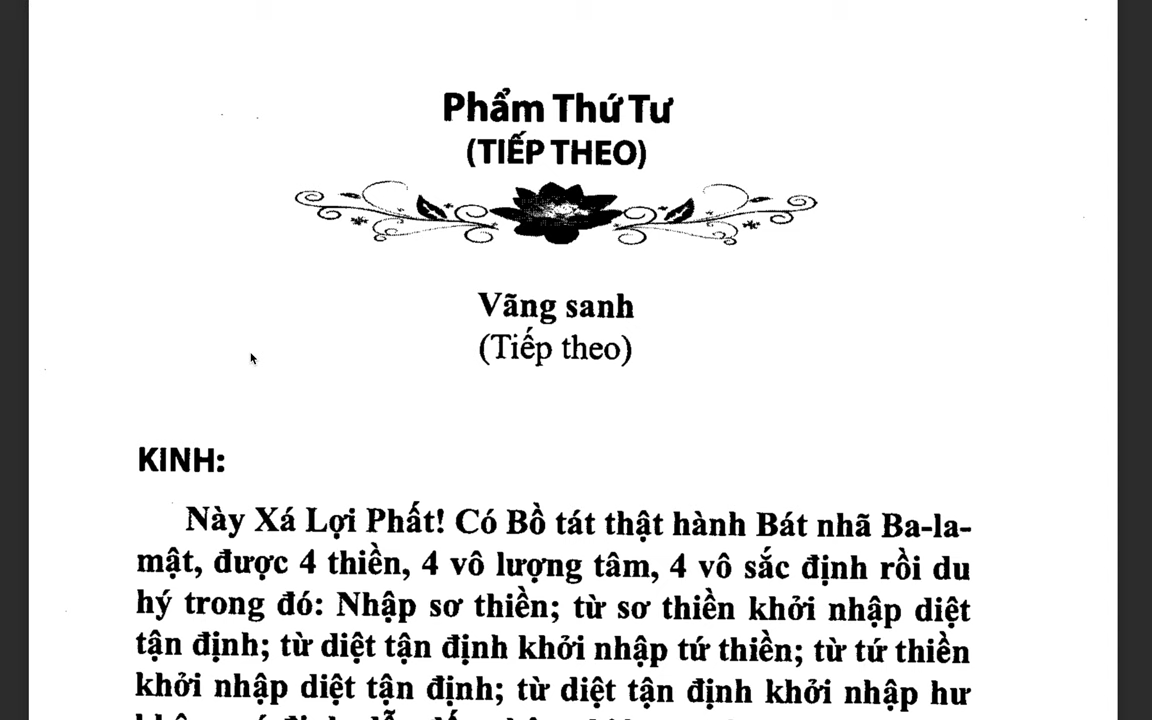 Phẩm Thứ Tư
(TIẾP THEO)
Vãng sanh
(Tiếp theo)
KINH:
Này Xá Lợi Phất! Có Bồ tát thật hành Bát nhã Ba-la-
mật, được 4 thiền, 4 vô lượng tâm, 4 vô sắc định rồi du
hý trong đó: Nhập sơ thiền; từ sơ thiền khởi nhập diệt
tận định; từ diệt tận định khởi nhập tứ thiền; từ tứ thiền
khởi nhập diệt tận định; từ diệt tận định khởi nhập hư